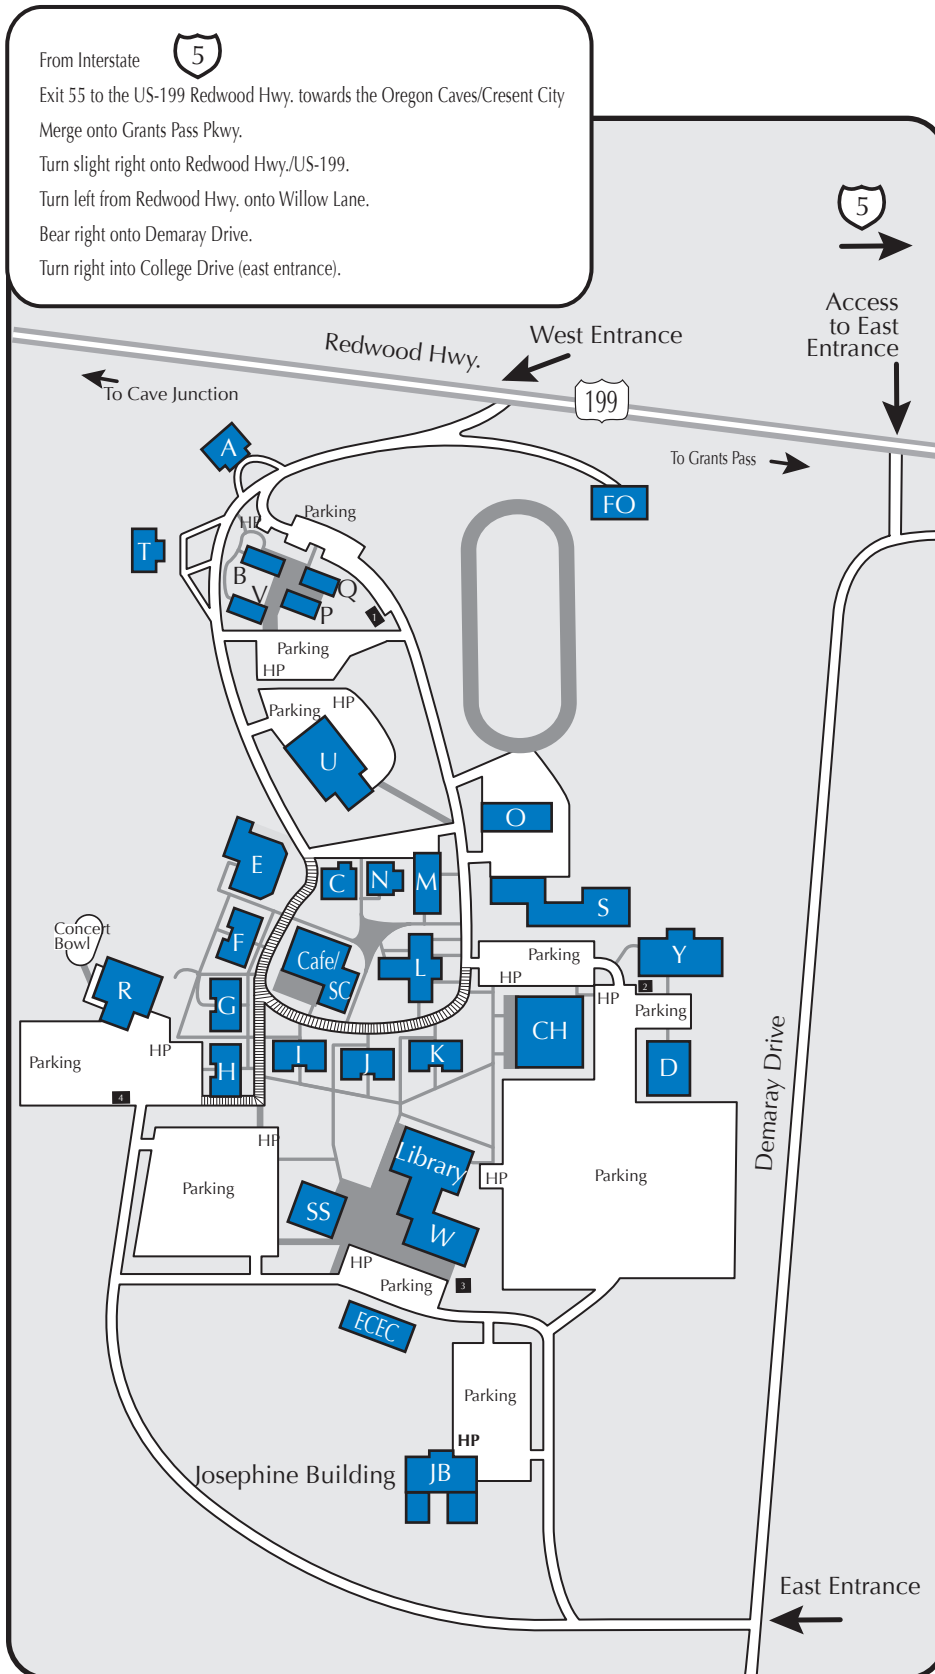 From Interstate 5
Exit 55 to the US-199 Redwood Hwy. towards the Oregon Caves/Cresent City
Merge onto Grants Pass Pkwy.
Turn slight right onto Redwood Hwy./US-199.
Turn left from Redwood Hwy. onto Willow Lane.
Bear right onto Demaray Drive.
Turn right into College Drive (east entrance).
5
Access
to East
Entrance
West Entrance
Redwood Hwy.
To Cave Junction
199
To Grants Pass
A
FO
Parking
HP
T
B
Q
V
P
1
Parking
HP
HP
Parking
U
O
E
C
N
M
S
Concert
Bowl
F
Cafe/
SC
L
Parking
HP
Y
R
G
2
HP
Parking
CH
HP
Parking
I
J
K
H
D
4
Demaray Drive
HP
Library
Parking
SS
W
HP
Parking
HP
Parking
3
ECEC
Parking
HP
Josephine Building
JB
East Entrance